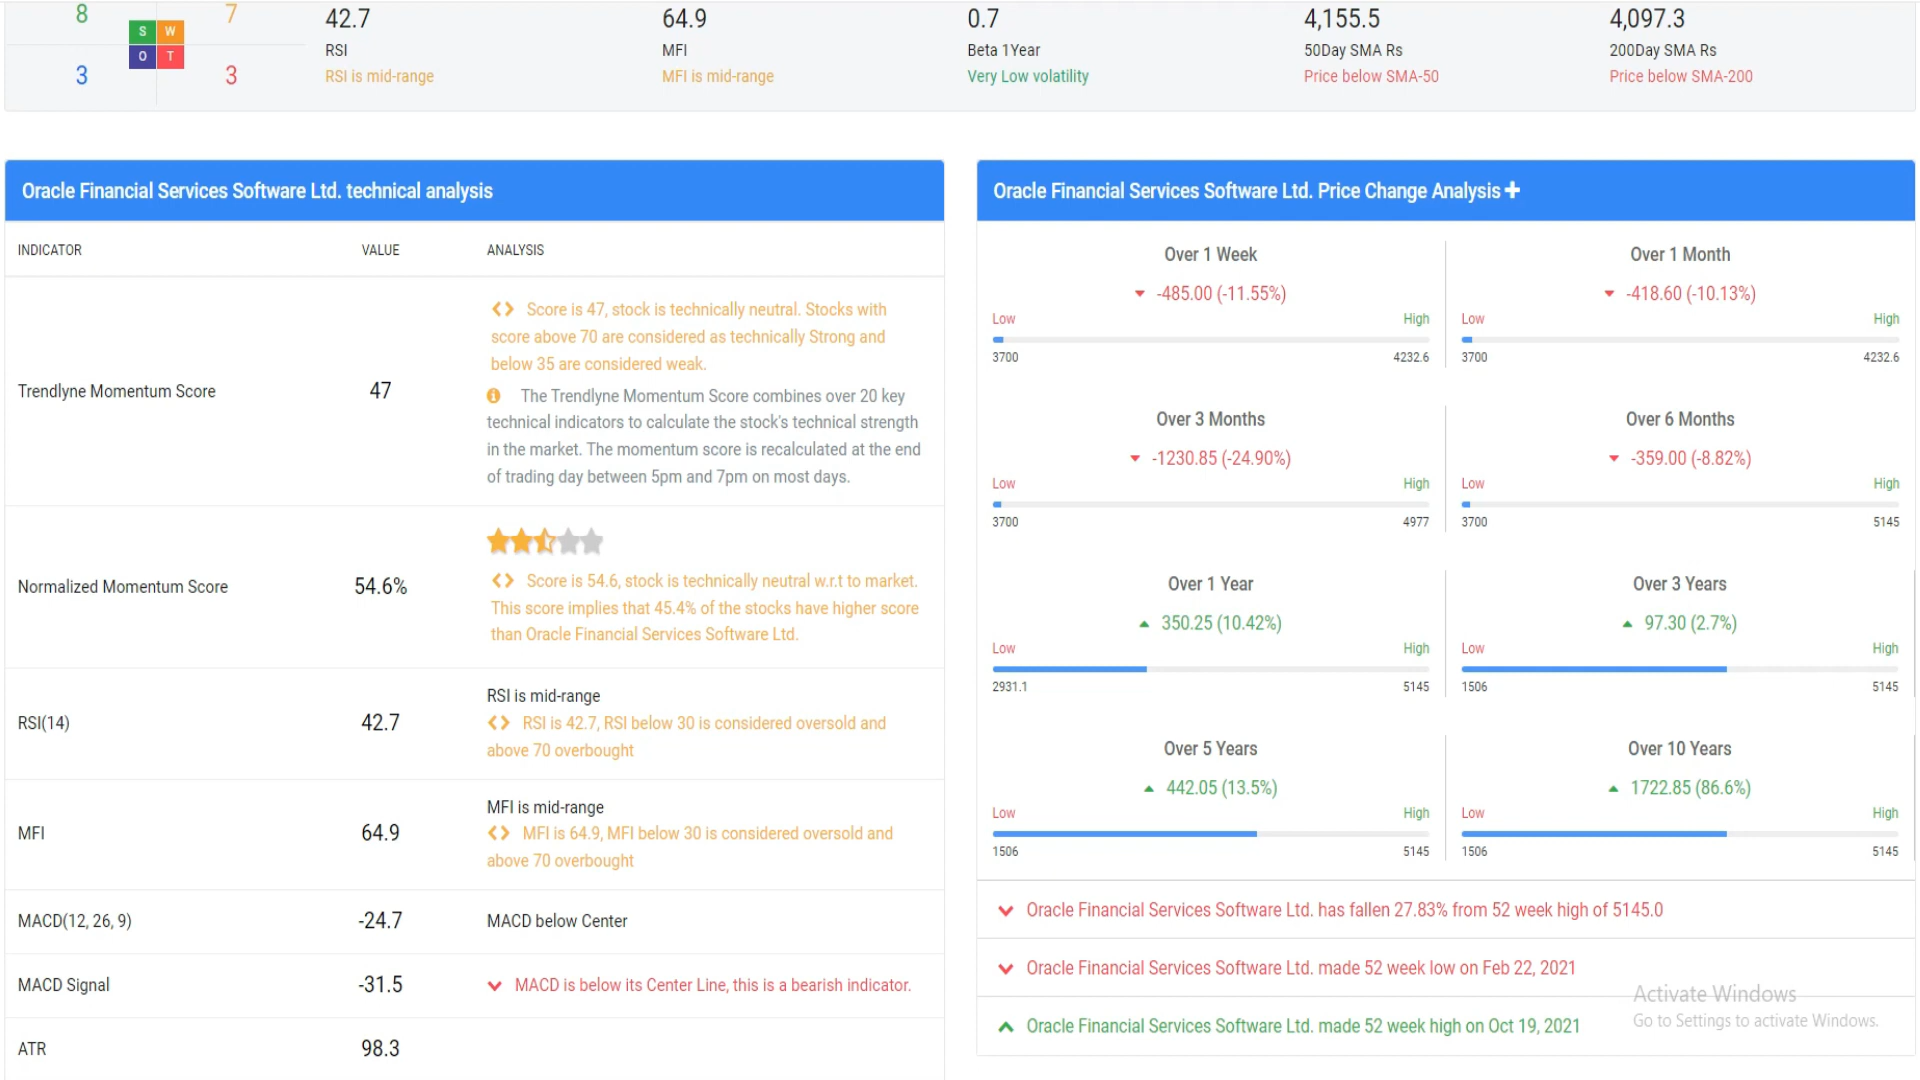 8
7
S W
O T
3
3
42.7
RSI
RSI is mid-range
64.9
MFI
MFI is mid-range
0.7
Beta 1Year
Very Low volatility
4,155.5
50Day SMA Rs
Price below SMA-50
4,097.3
200Day SMA Rs
Price below SMA-200
Oracle Financial Services Software Ltd. technical analysis
INDICATOR VALUE ANALYSIS
Trendlyne Momentum Score
47
Score is 47, stock is technically neutral. Stocks with
score above 70 are considered as technically Strong and
below 35 are considered weak.
The Trendlyne Momentum Score combines over 20 key
technical indicators to calculate the stock's technical strength
in the market. The momentum score is recalculated at the end
of trading day between 5pm and 7pm on most days.
Normalized Momentum Score
54.6%
Score is 54.6, stock is technically neutral w.r.t to market.
This score implies that 45.4% of the stocks have higher score
than Oracle Financial Services Software Ltd.
RSI(14)
42.7
RSI is mid-range
RSI is 42.7, RSI below 30 is considered oversold and
above 70 overbought
MFI
64.9
MFI is mid-range
MFI is 64.9, MFI below 30 is considered oversold and
above 70 overbought
MACD(12, 26, 9) -24.7 MACD below Center
MACD Signal -31.5 MACD is below its Center Line, this is a bearish indicator.
ATR 98.3
Oracle Financial Services Software Ltd. Price Change Analysis +
Over 1 Week
-485.00 (-11.55%)
Low High
3700 4232.6
Over 1 Month
-418.60 (-10.13%)
Low High
3700 4232.6
Over 3 Months
-1230.85 (-24.90%)
Low High
3700 4977
Over 6 Months
-359.00 (-8.82%)
Low High
3700 5145
Over 1 Year
350.25 (10.42%)
Low High
2931.1 5145
Over 3 Years
97.30 (2.7%)
Low High
1506 5145
Over 5 Years
442.05 (13.5%)
Low High
1506 5145
Over 10 Years
1722.85 (86.6%)
Low High
1506 5145
Oracle Financial Services Software Ltd. has fallen 27.83% from 52 week high of 5145.0
Oracle Financial Services Software Ltd. made 52 week low on Feb 22, 2021
Oracle Financial Services Software Ltd. made 52 week high on Oct 19, 2021
Activate Windows
Go to Settings to activate Windows.